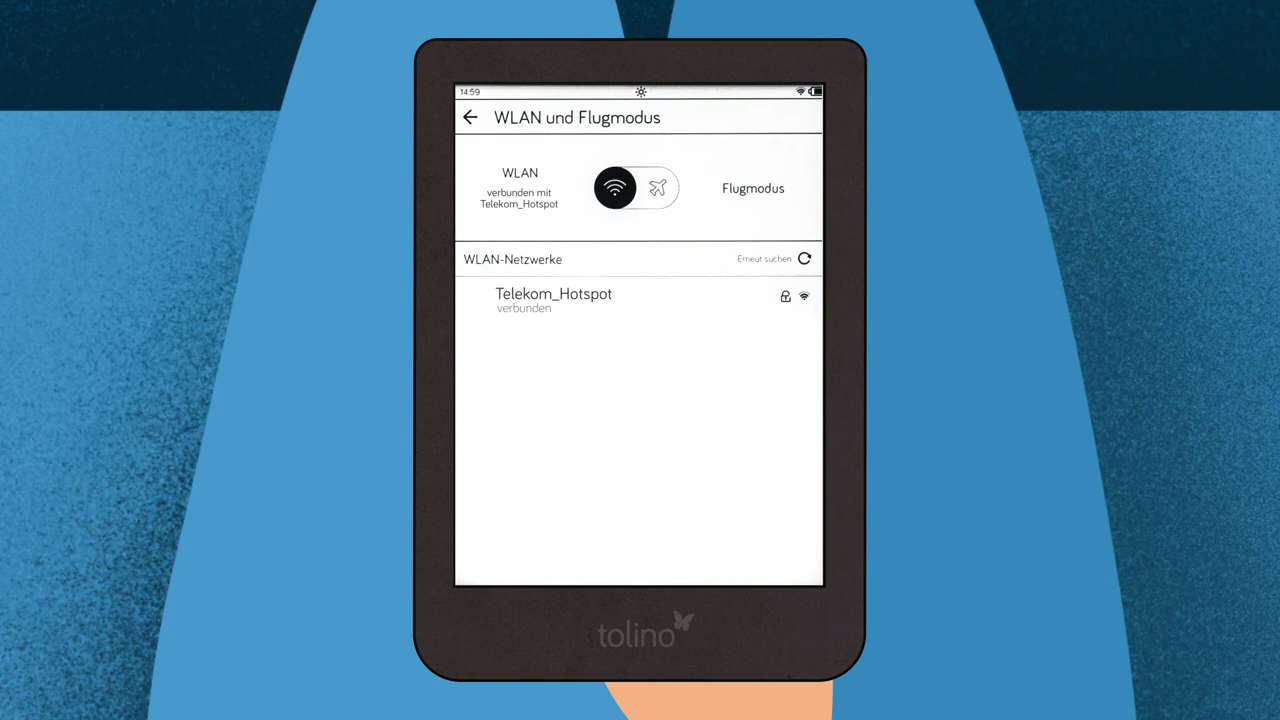 14:59
WLAN und Flugmodus
WLAN
verbunden mit
Telekom_Hotspot
Flugmodus
WLAN-Netzwerke
Erneut suchen
Telekom_Hotspot
verbunden
tolino